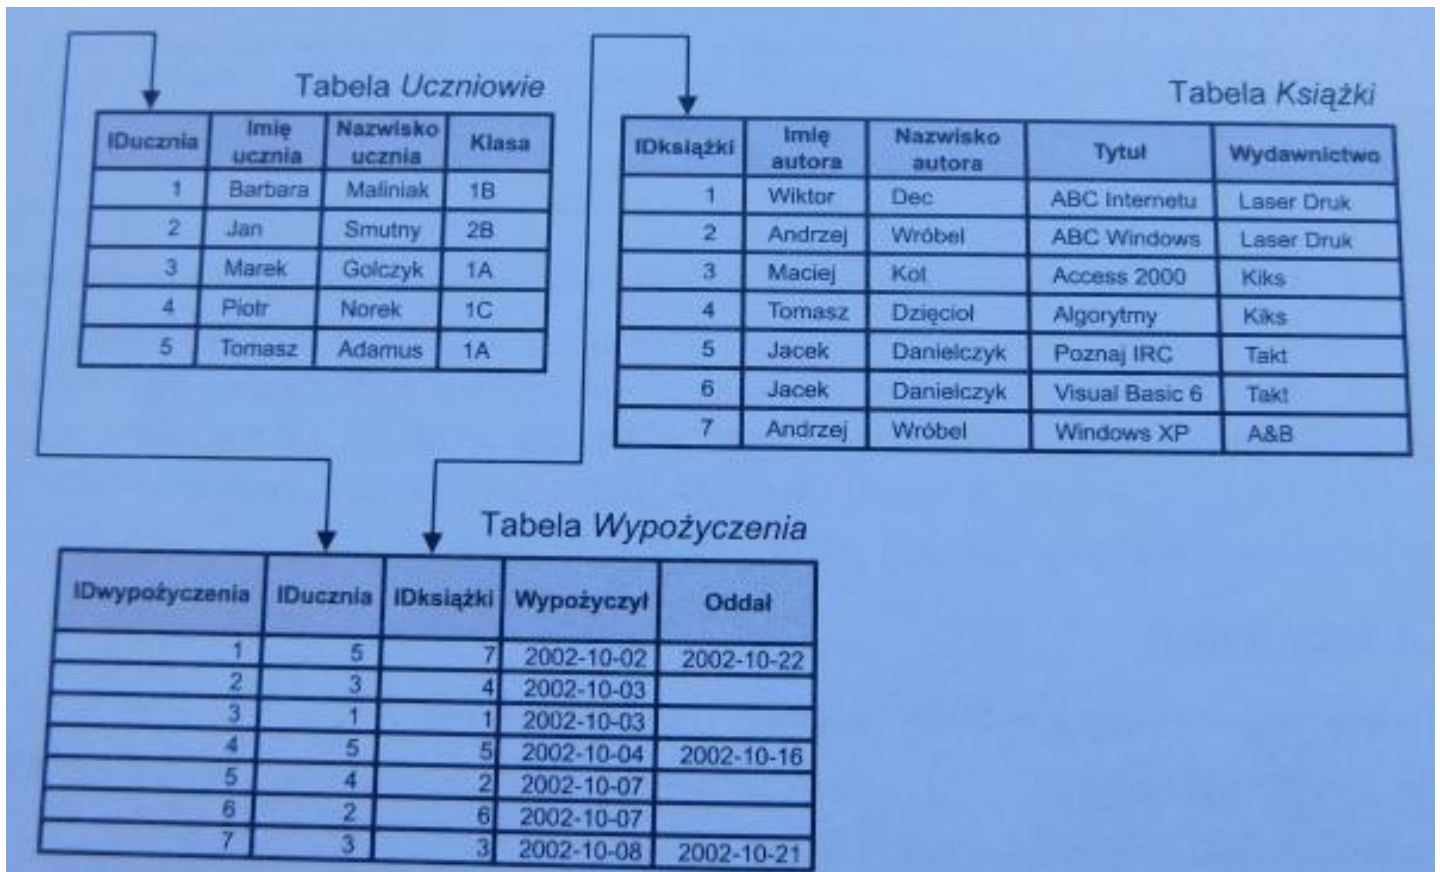 Tabela Uczniowie
IDucznia Imię ucznia Nazwisko ucznia Klasa
1 Barbara Maliniak 1B
2 Jan Smutny 2B
3 Marek Golczyk 1A
4 Piotr Norek 1C
5 Tomasz Adamus 1A
Tabela Książki
IDksiążki Imię autora Nazwisko autora Tytuł Wydawnictwo
1 Wiktor Dec ABC Internetu Laser Druk
2 Andrzej Wróbel ABC Windows Laser Druk
3 Maciej Kot Access 2000 Kiks
4 Tomasz Dzięcioł Algorytmy Kiks
5 Jacek Danielczyk Poznaj IRC Takt
6 Jacek Danielczyk Visual Basic 6 Takt
7 Andrzej Wróbel Windows XP A&B
Tabela Wypożyczenia
IDwypożyczenia IDucznia IDksiążki Wypożyczył Oddał
1 5 7 2002-10-02 2002-10-22
2 3 4 2002-10-03
3 1 1 2002-10-03
4 5 5 2002-10-04 2002-10-16
5 4 2 2002-10-07
6 2 6 2002-10-07
7 3 3 2002-10-08 2002-10-21